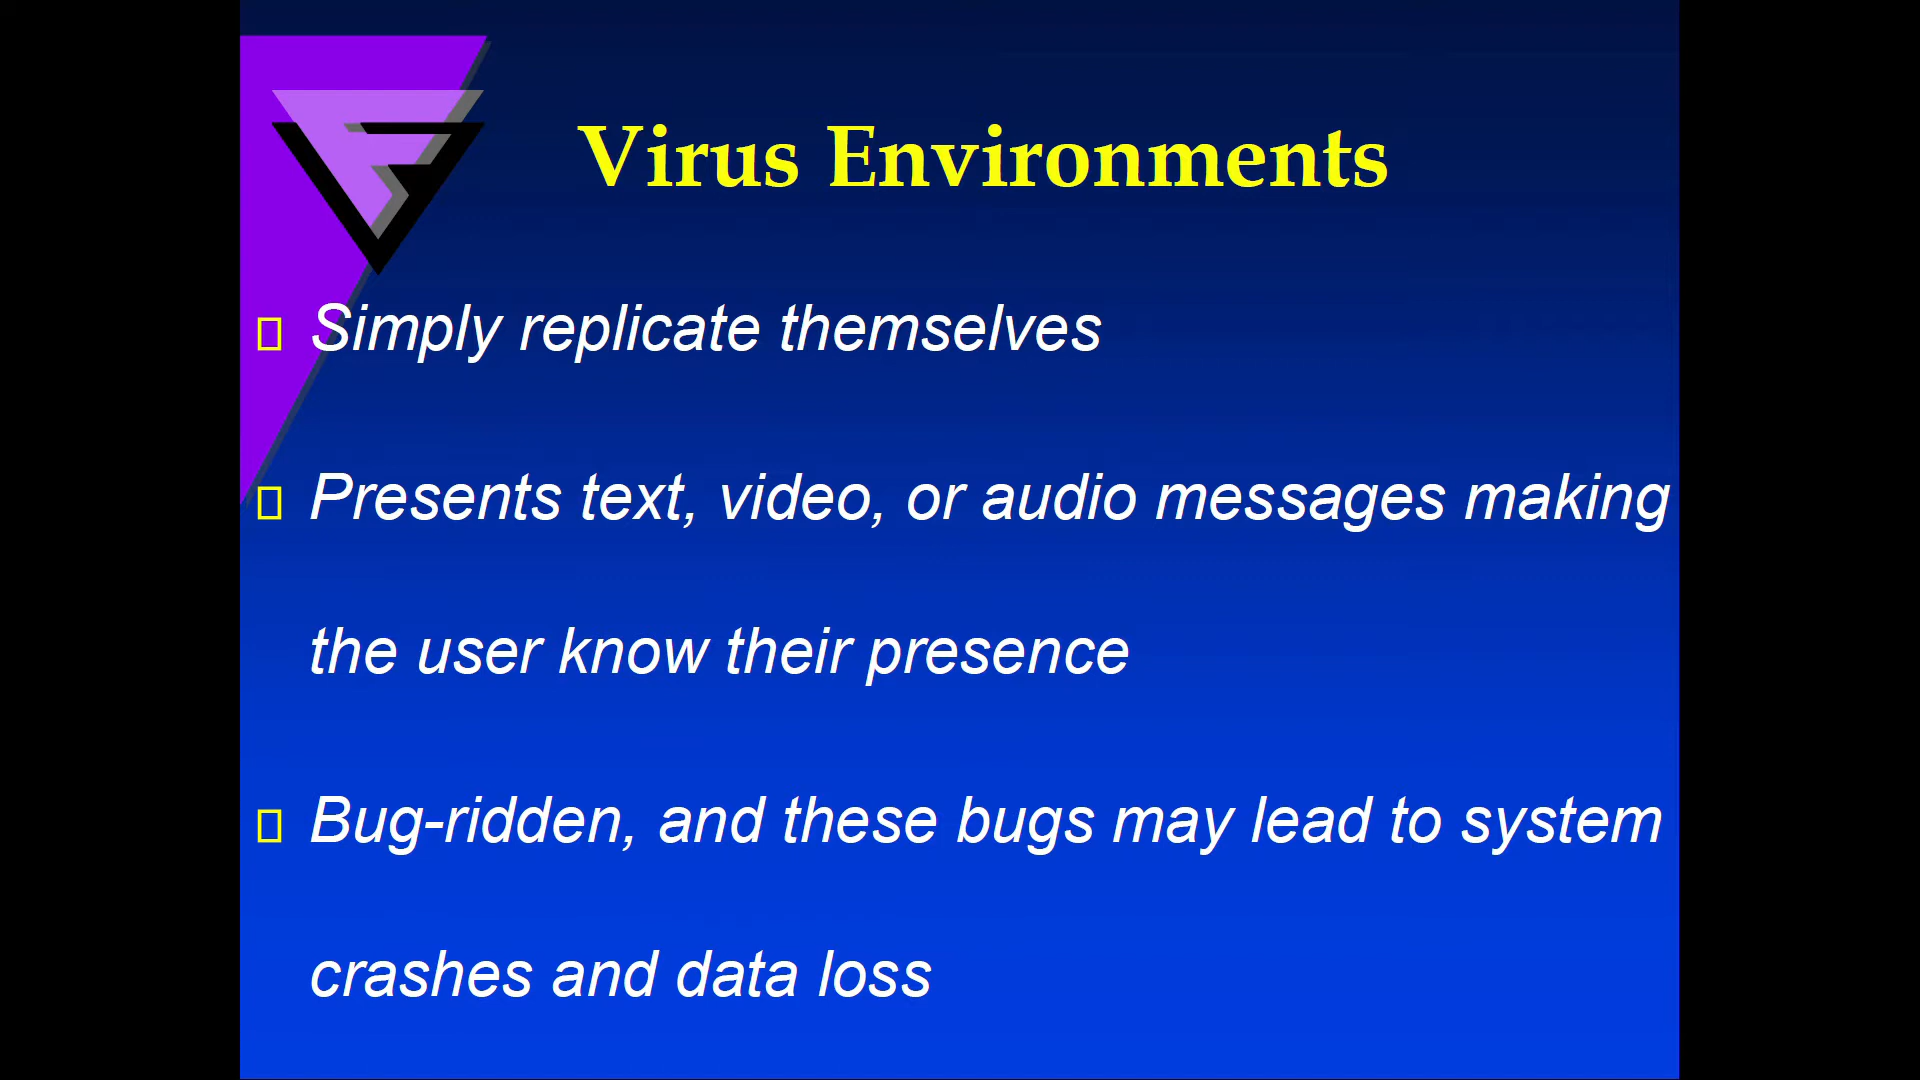 Virus Environments
Simply replicate themselves
Presents text, video, or audio messages making
the user know their presence
Bug-ridden, and these bugs may lead to system
crashes and data loss